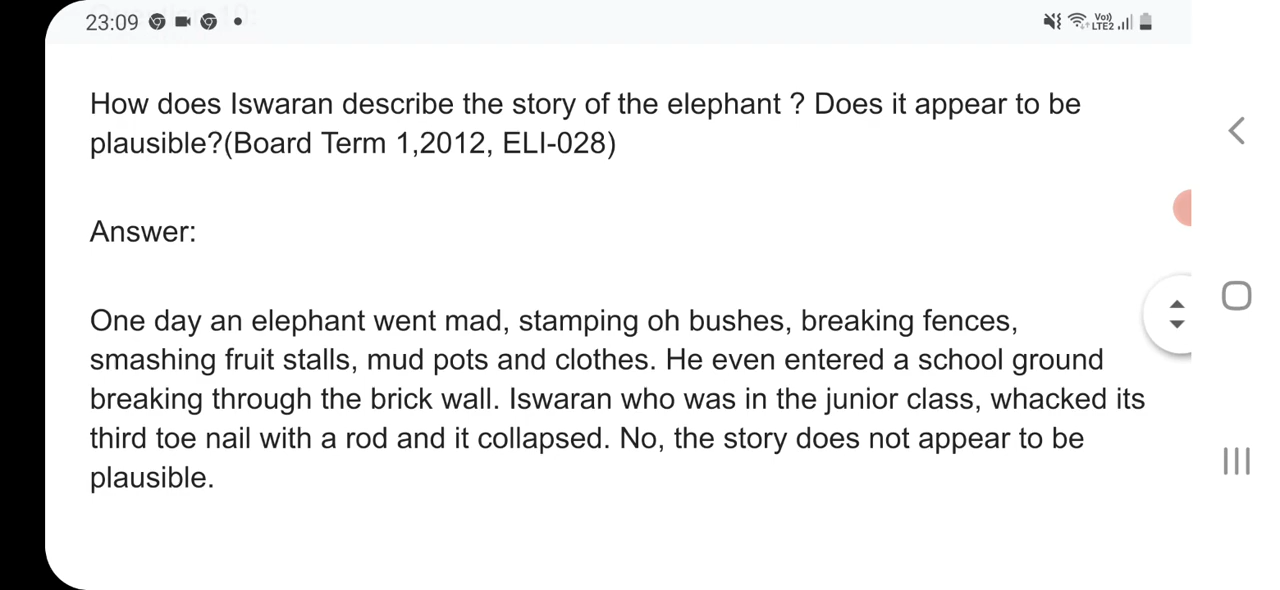 23:09
Vo)
LTE2
How does Iswaran describe the story of the elephant ? Does it appear to be
plausible?(Board Term 1,2012, ELI-028)
Answer:
One day an elephant went mad, stamping oh bushes, breaking fences,
smashing fruit stalls, mud pots and clothes. He even entered a school ground
breaking through the brick wall. Iswaran who was in the junior class, whacked its
third toe nail with a rod and it collapsed. No, the story does not appear to be
plausible.